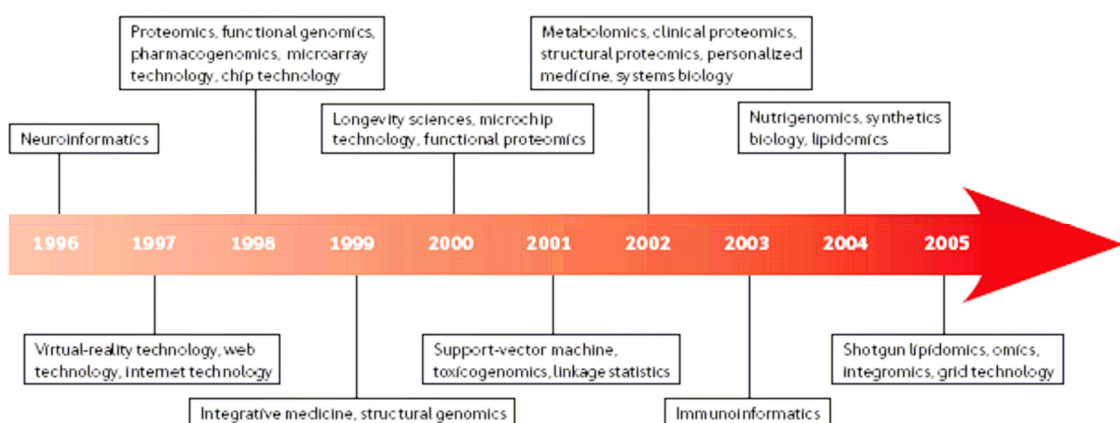 Proteomics, functional genomics,
pharmacogenomics, microarray
technology, chip technology
Metabolomics, clinical proteomics,
structural proteomics, personalized
medicine, systems biology
Neuroinformatics
Longevity sciences, microchip
technology, functional proteomics
Nutrigenomics, synthetics
biology, lipidomics
1996 1997 1998 1999 2000 2001 2002 2003 2004 2005
Virtual-reality technology, web
technology, internet technology
Support-vector machine,
toxicogenomics, linkage statistics
Shotgun lipidomics, omics,
integromics, grid technology
Integrative medicine, structural genomics
Immunoinformatics